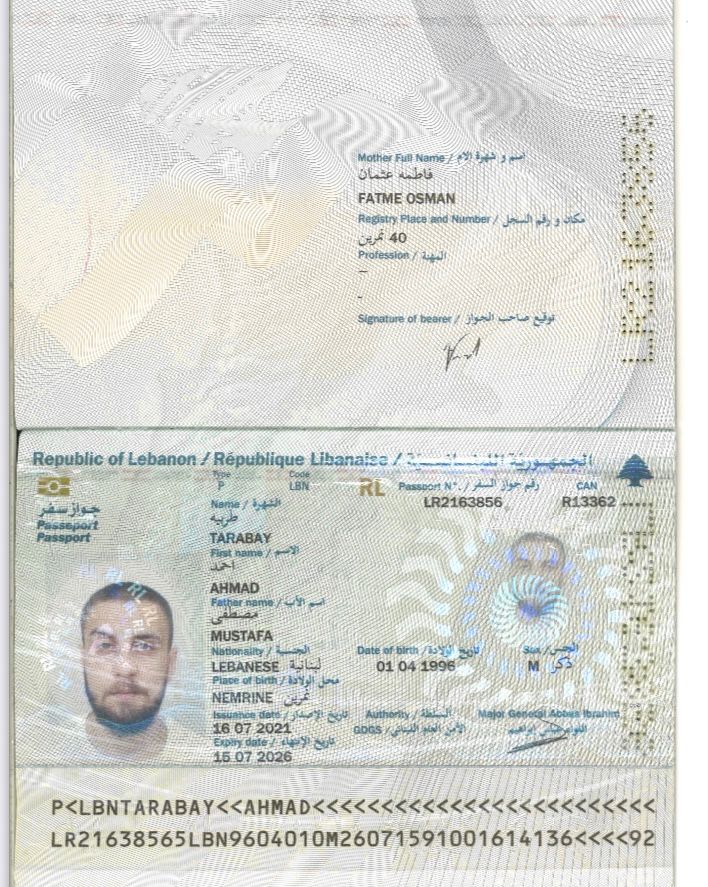 Mother Full Name / اسم و شهرة الام
فاطمه عثمان
FATME OSMAN
Registry Place and Number / مكان و رقم السجل
40 نمرين
Profession / المهنة
–
-
Signature of bearer / توقيع صاحب الجواز
Republic of Lebanon / République Libanaise / الجمهورية اللبنانية
Type Code Passport N°. / رقم جواز السفر CAN
P LBN RL LR2163856 R13362
جواز سفر
Passeport
Passport
Name / الشهرة
طربيه
TARABAY
First name / الاسم
احمد
AHMAD
Father name / اسم الأب
مصطفى
MUSTAFA
Nationality / الجنسية Date of birth / تاريخ الولادة Sex / الجنس
LEBANESE لبنانية 01 04 1996 M ذكر
Place of birth / محل الولادة
NEMRINE نمرين
Issuance date / تاريخ الإصدار Authority / السلطة Major General Abbas Ibrahim
16 07 2021 GDGS / الأمن العام اللبناني اللواء عباس ابراهيم
Expiry date / تاريخ الإنتهاء
15 07 2026
P<LBNTARABAY<<AHMAD<<<<<<<<<<<<<<<<<<<<<<<<<
LR21638565LBN9604010M26071591001614136<<<<92